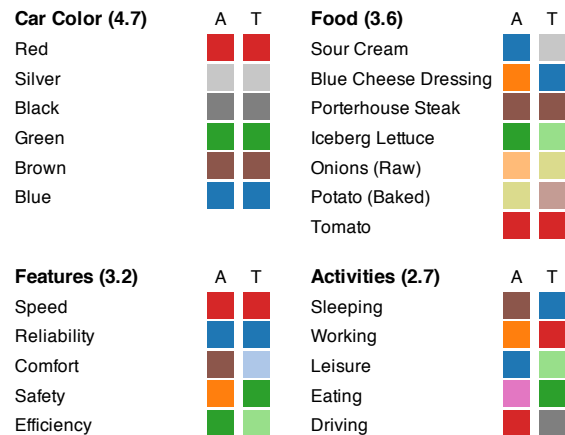 Car Color (4.7) A T
Red
Silver
Black
Green
Brown
Blue
Food (3.6) A T
Sour Cream
Blue Cheese Dressing
Porterhouse Steak
Iceberg Lettuce
Onions (Raw)
Potato (Baked)
Tomato
Features (3.2) A T
Speed
Reliability
Comfort
Safety
Efficiency
Activities (2.7) A T
Sleeping
Working
Leisure
Eating
Driving